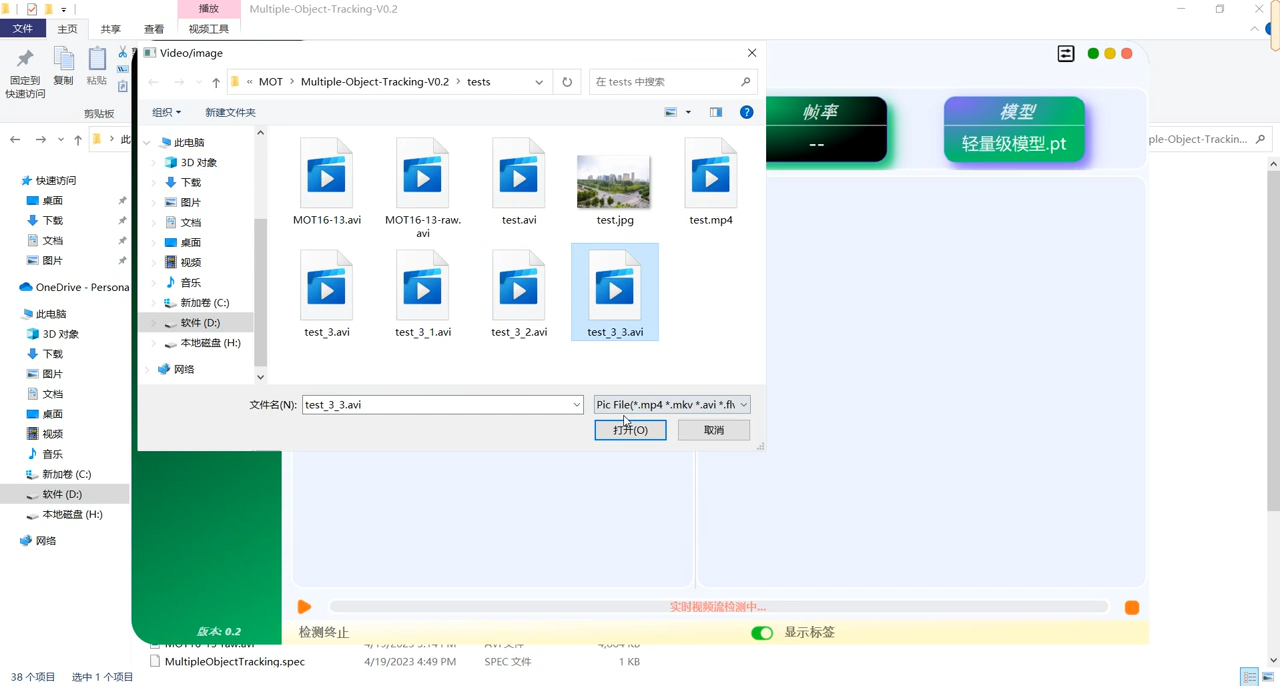 播放
Multiple-Object-Tracking-V0.2
文件
主页
共享
查看
视频工具
固定到
快速访问
复制
粘贴
剪贴板
Video/image
« MOT › Multiple-Object-Tracking-V0.2 › tests
在 tests 中搜索
组织
新建文件夹
此电脑
3D 对象
下载
图片
文档
桌面
视频
音乐
新加卷 (C:)
软件 (D:)
本地磁盘 (H:)
网络
MOT16-13.avi
MOT16-13-raw.
avi
test.avi
test.jpg
test.mp4
test_3.avi
test_3_1.avi
test_3_2.avi
test_3_3.avi
文件名(N):
test_3_3.avi
Pic File(*.mp4 *.mkv *.avi *.flv
打开(O)
取消
帧率
--
模型
轻量级模型.pt
此
ple-Object-Trackin...
快速访问
桌面
下载
文档
图片
OneDrive - Persona
此电脑
3D 对象
下载
图片
文档
桌面
视频
音乐
新加卷 (C:)
软件 (D:)
本地磁盘 (H:)
网络
实时视频流检测中...
版本: 0.2
检测终止
显示标签
MultipleObjectTracking.spec
4/19/2023 4:49 PM
SPEC 文件
1 KB
38 个项目
选中 1 个项目